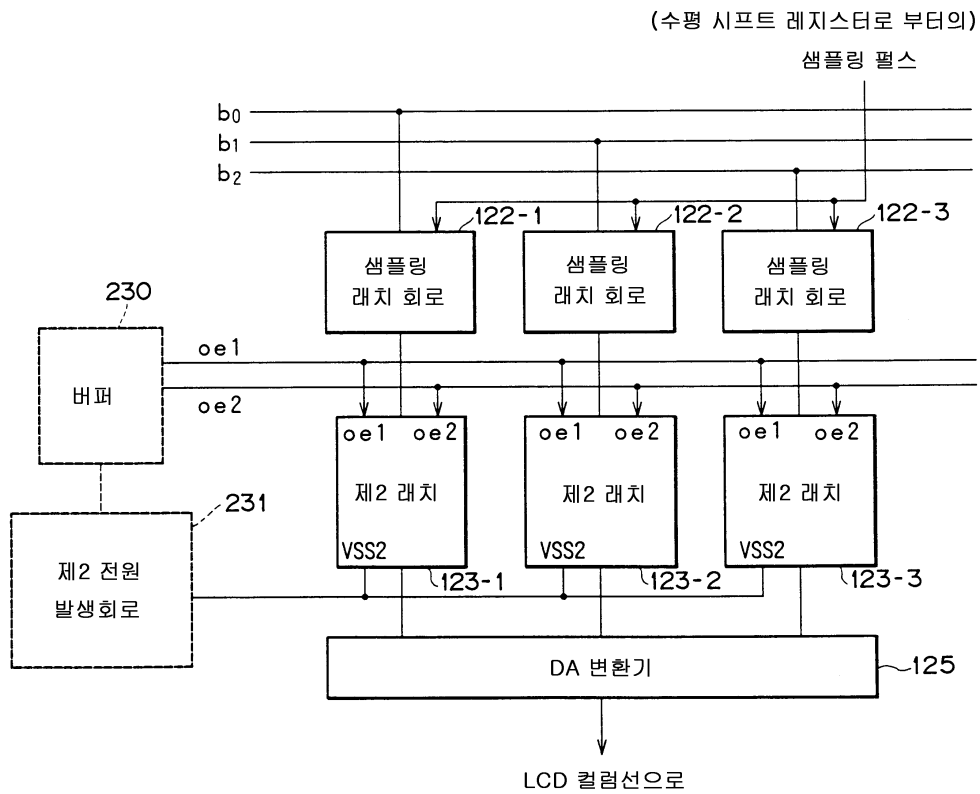 (수평 시프트 레지스터로 부터의)
샘플링 펄스
b0
b1
b2
122-1
122-2
122-3
샘플링
래치 회로
샘플링
래치 회로
샘플링
래치 회로
230
버퍼
oe1
oe2
oe1 oe2
제2 래치
VSS2
123-1
oe1 oe2
제2 래치
VSS2
123-2
oe1 oe2
제2 래치
VSS2
123-3
231
제2 전원
발생회로
DA 변환기
125
LCD 컬럼선으로